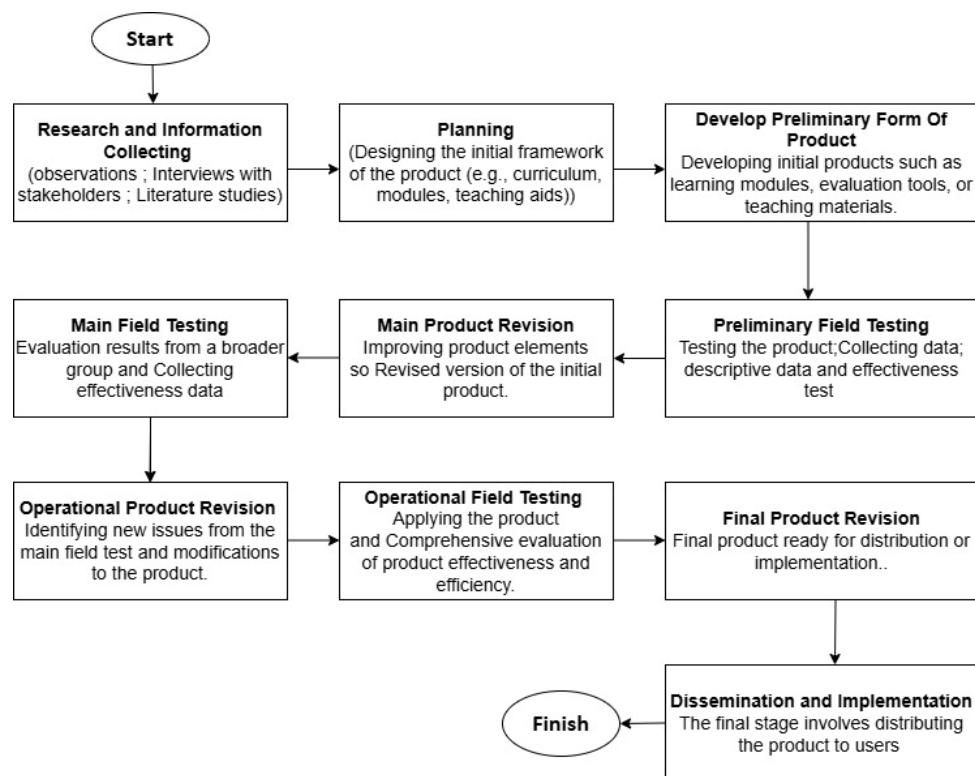 Start
Research and Information
Collecting
(observations ; Interviews with
stakeholders ; Literature studies)
Planning
(Designing the initial framework
of the product (e.g., curriculum,
modules, teaching aids))
Develop Preliminary Form Of
Product
Developing initial products such as
learning modules, evaluation tools, or
teaching materials.
Preliminary Field Testing
Testing the product;Collecting data;
descriptive data and effectiveness
test
Main Product Revision
Improving product elements
so Revised version of the initial
product.
Main Field Testing
Evaluation results from a broader
group and Collecting
effectiveness data
Operational Product Revision
Identifying new issues from the
main field test and modifications
to the product.
Operational Field Testing
Applying the product
and Comprehensive evaluation
of product effectiveness and
efficiency.
Final Product Revision
Final product ready for distribution or
implementation..
Dissemination and Implementation
The final stage involves distributing
the product to users
Finish